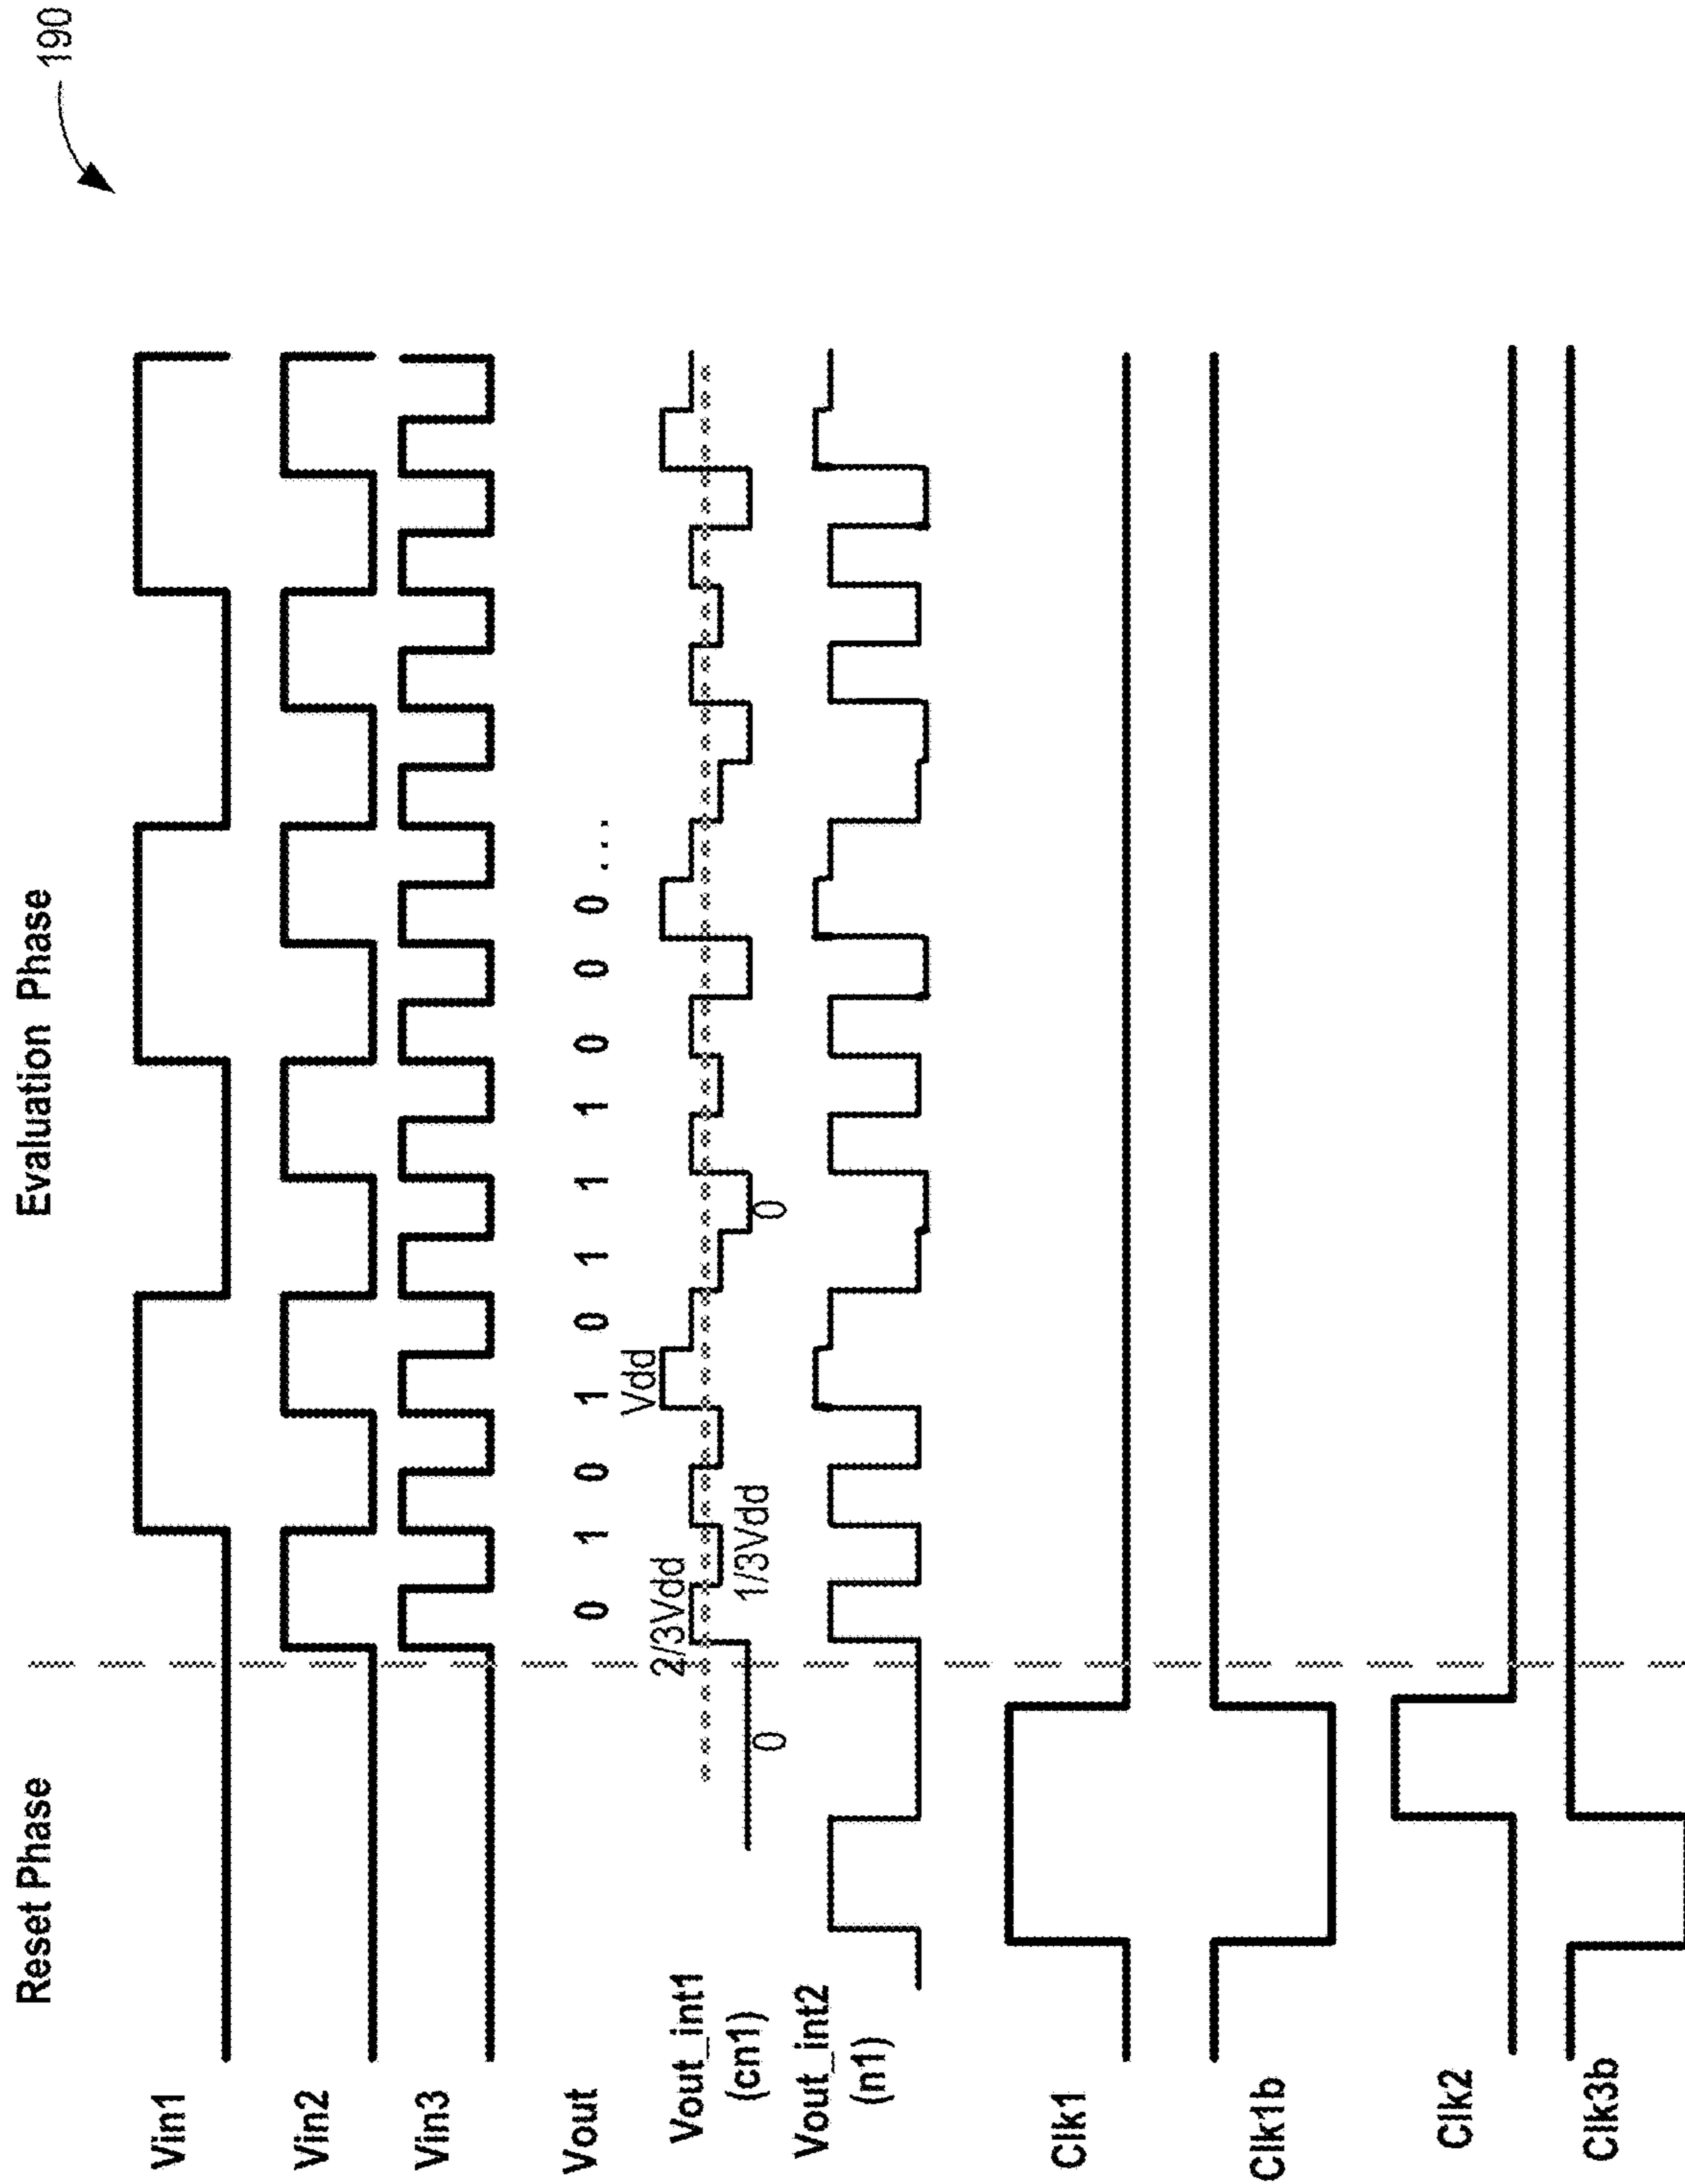 190
Reset Phase
Evaluation Phase
Vin1
Vin2
Vin3
Vout 0 1 0 1 0 1 1 1 0 0 0 ...
Vdd
2/3Vdd
Vout_int1
(cn1)
1/3Vdd
0
0
Vout_int2
(n1)
Clk1
Clk1b
Clk2
Clk3b